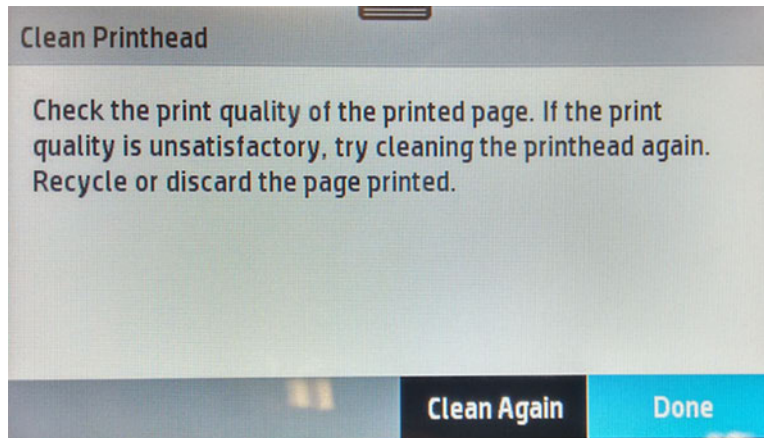 Clean Printhead
Check the print quality of the printed page. If the print
quality is unsatisfactory, try cleaning the printhead again.
Recycle or discard the page printed.
Clean Again
Done